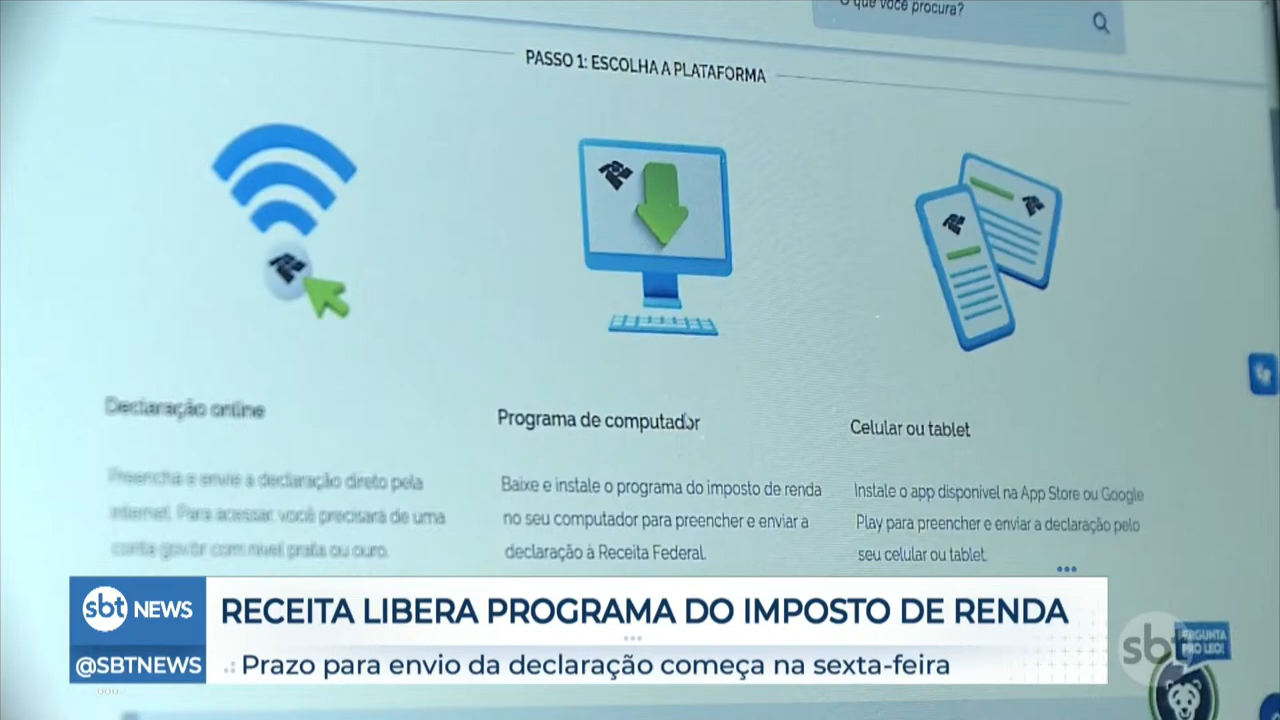 O que você procura?
PASSO 1: ESCOLHA A PLATAFORMA
Declaração online
Programa de computador
Celular ou tablet
Preencha e envie a declaração direto pela
internet. Para acessar, você precisará de uma
conta gov.br com nível prata ou ouro.
Baixe e instale o programa do imposto de renda
no seu computador para preencher e enviar a
declaração à Receita Federal.
Instale o app disponível na App Store ou Google
Play para preencher e enviar a declaração pelo
seu celular ou tablet.
sbt NEWS
@SBTNEWS
RECEITA LIBERA PROGRAMA DO IMPOSTO DE RENDA
Prazo para envio da declaração começa na sexta-feira
sbt
PERGUNTA
PRO LEO!